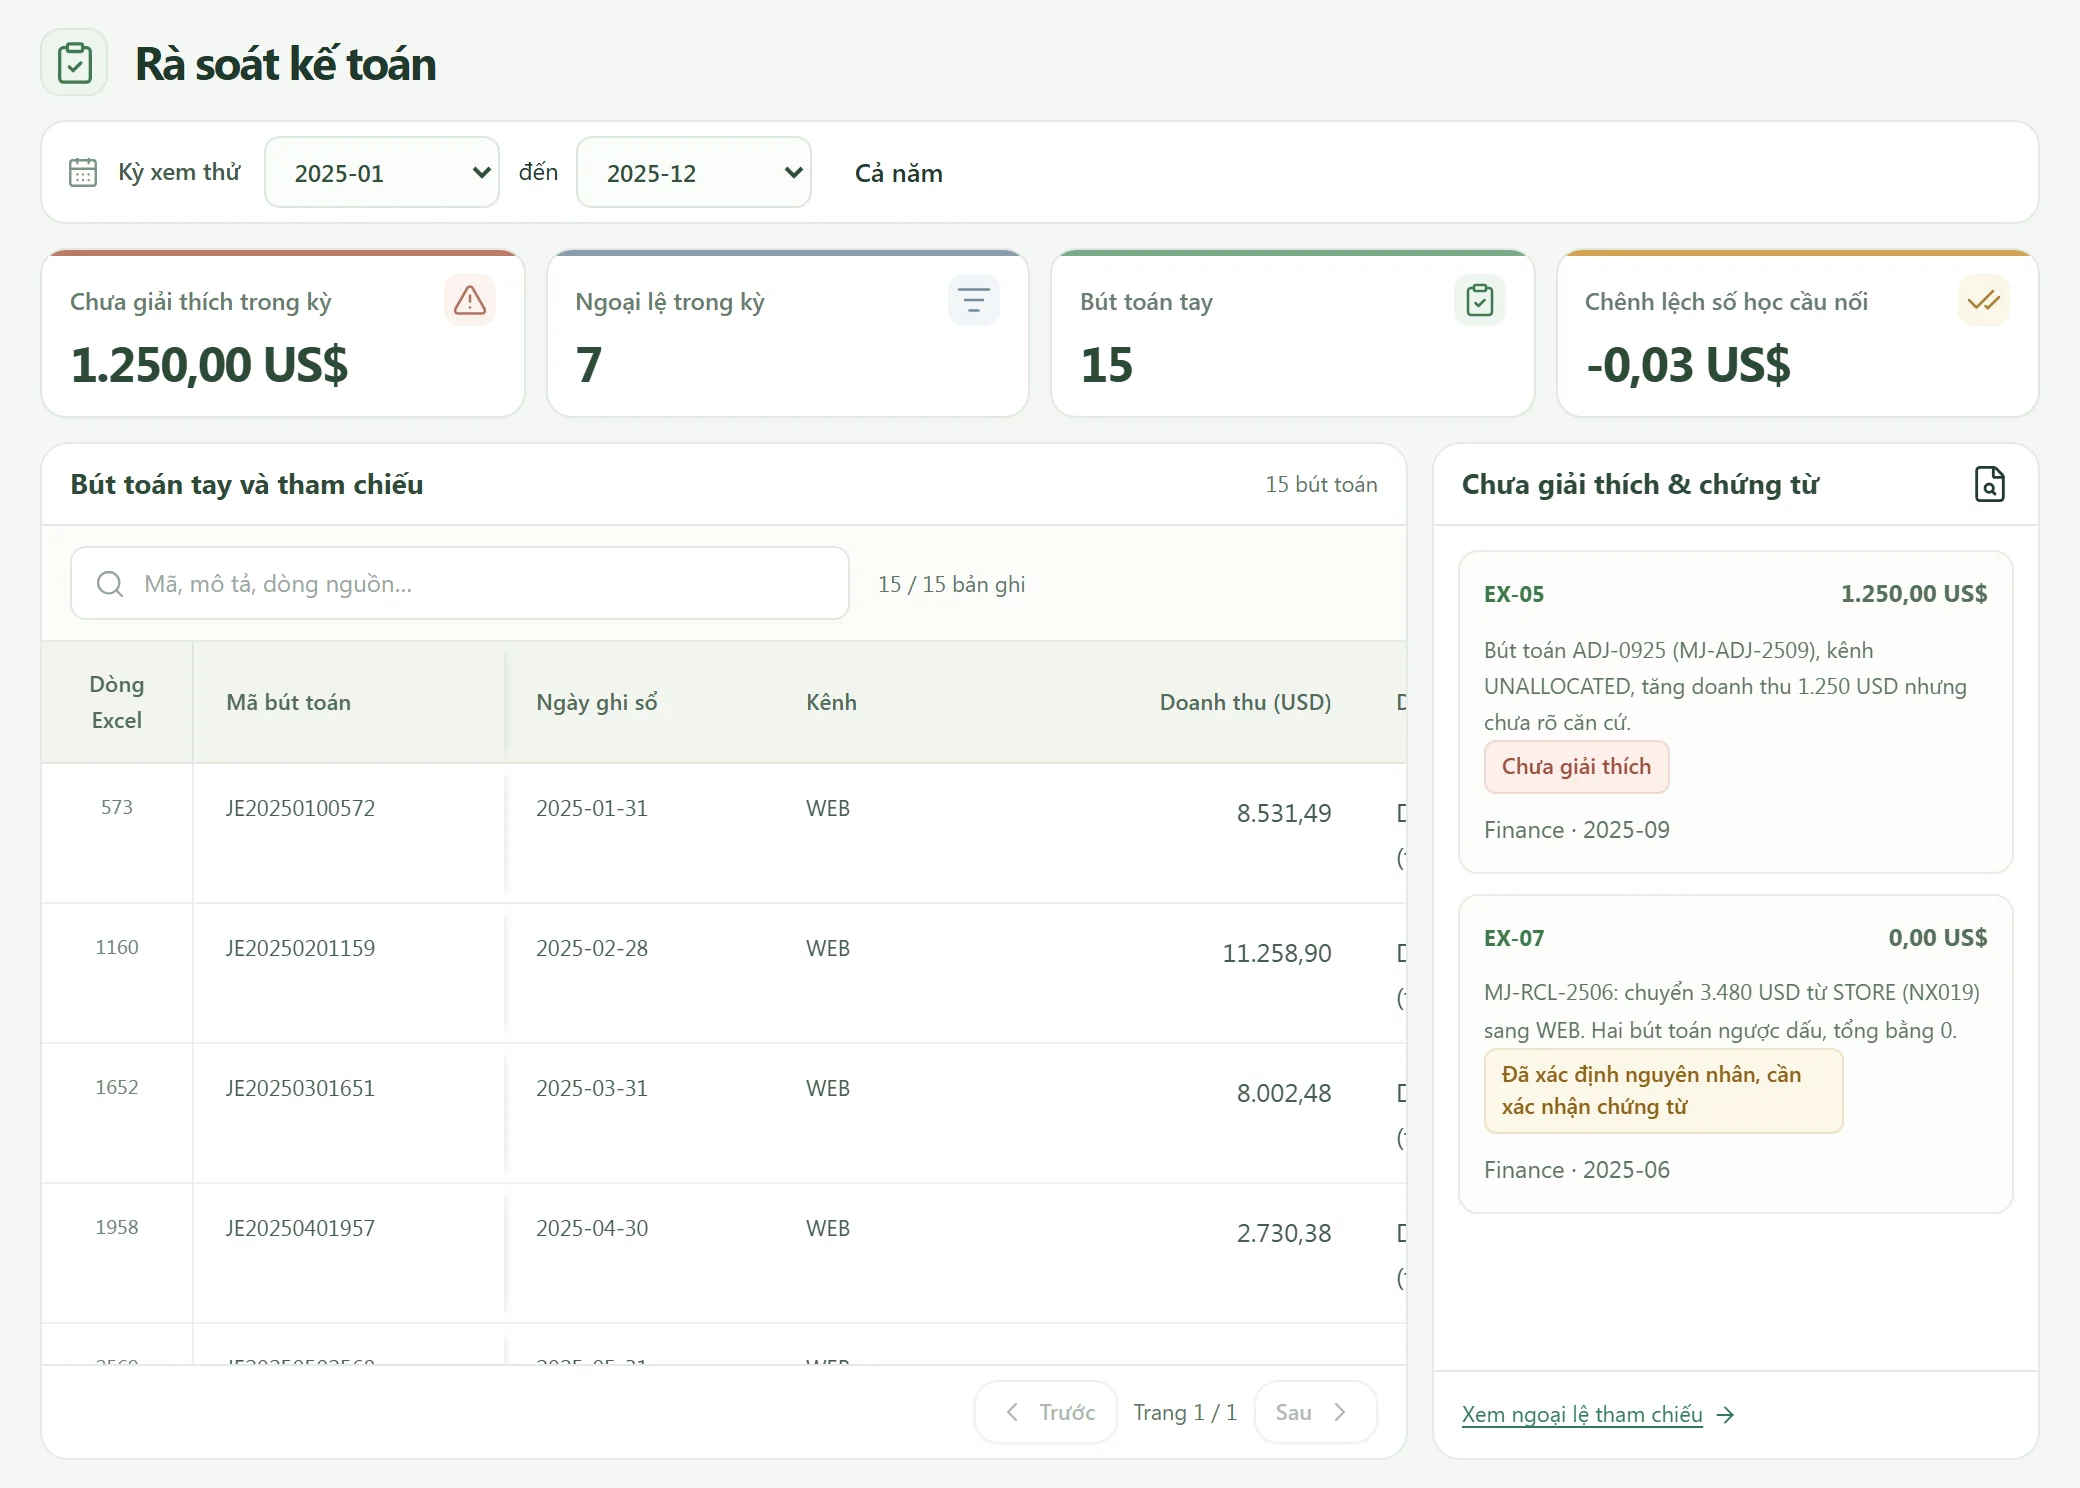 Rà soát kế toán
Kỳ xem thử
2025-01
đến
2025-12
Cả năm
Chưa giải thích trong kỳ
1.250,00 US$
Ngoại lệ trong kỳ
7
Bút toán tay
15
Chênh lệch số học cầu nối
-0,03 US$
Bút toán tay và tham chiếu
15 bút toán
Mã, mô tả, dòng nguồn...
15 / 15 bản ghi
Dòng
Excel
Mã bút toán
Ngày ghi sổ
Kênh
Doanh thu (USD)
573
JE20250100572
2025-01-31
WEB
8.531,49
1160
JE20250201159
2025-02-28
WEB
11.258,90
1652
JE20250301651
2025-03-31
WEB
8.002,48
1958
JE20250401957
2025-04-30
WEB
2.730,38
Trước
Trang 1 / 1
Sau
Chưa giải thích & chứng từ
EX-05
1.250,00 US$
Bút toán ADJ-0925 (MJ-ADJ-2509), kênh
UNALLOCATED, tăng doanh thu 1.250 USD nhưng
chưa rõ căn cứ.
Chưa giải thích
Finance · 2025-09
EX-07
0,00 US$
MJ-RCL-2506: chuyển 3.480 USD từ STORE (NX019)
sang WEB. Hai bút toán ngược dấu, tổng bằng 0.
Đã xác định nguyên nhân, cần
xác nhận chứng từ
Finance · 2025-06
Xem ngoại lệ tham chiếu